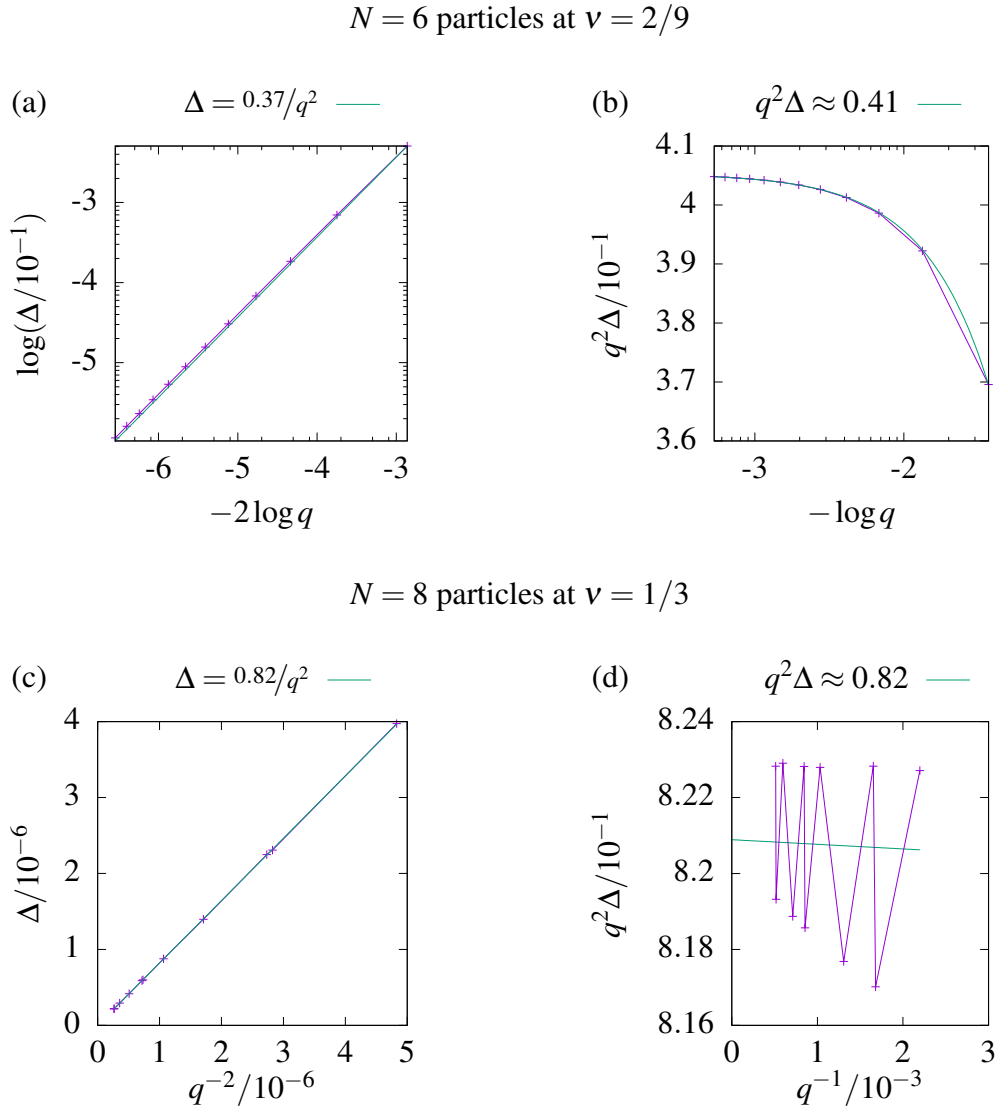 N = 6 particles at ν = 2/9
(a)
Δ = 0.37/q²
log(Δ/10⁻¹)
-3
-4
-5
-6 -5 -4 -3
−2 log q
(b)
q²Δ ≈ 0.41
q²Δ/10⁻¹
4.1
4
3.9
3.8
3.7
3.6
-3 -2
−log q
N = 8 particles at ν = 1/3
(c)
Δ = 0.82/q²
Δ/10⁻⁶
4
3
2
1
0
0 1 2 3 4 5
q⁻²/10⁻⁶
(d)
q²Δ ≈ 0.82
q²Δ/10⁻¹
8.24
8.22
8.2
8.18
8.16
0 1 2 3
q⁻¹/10⁻³